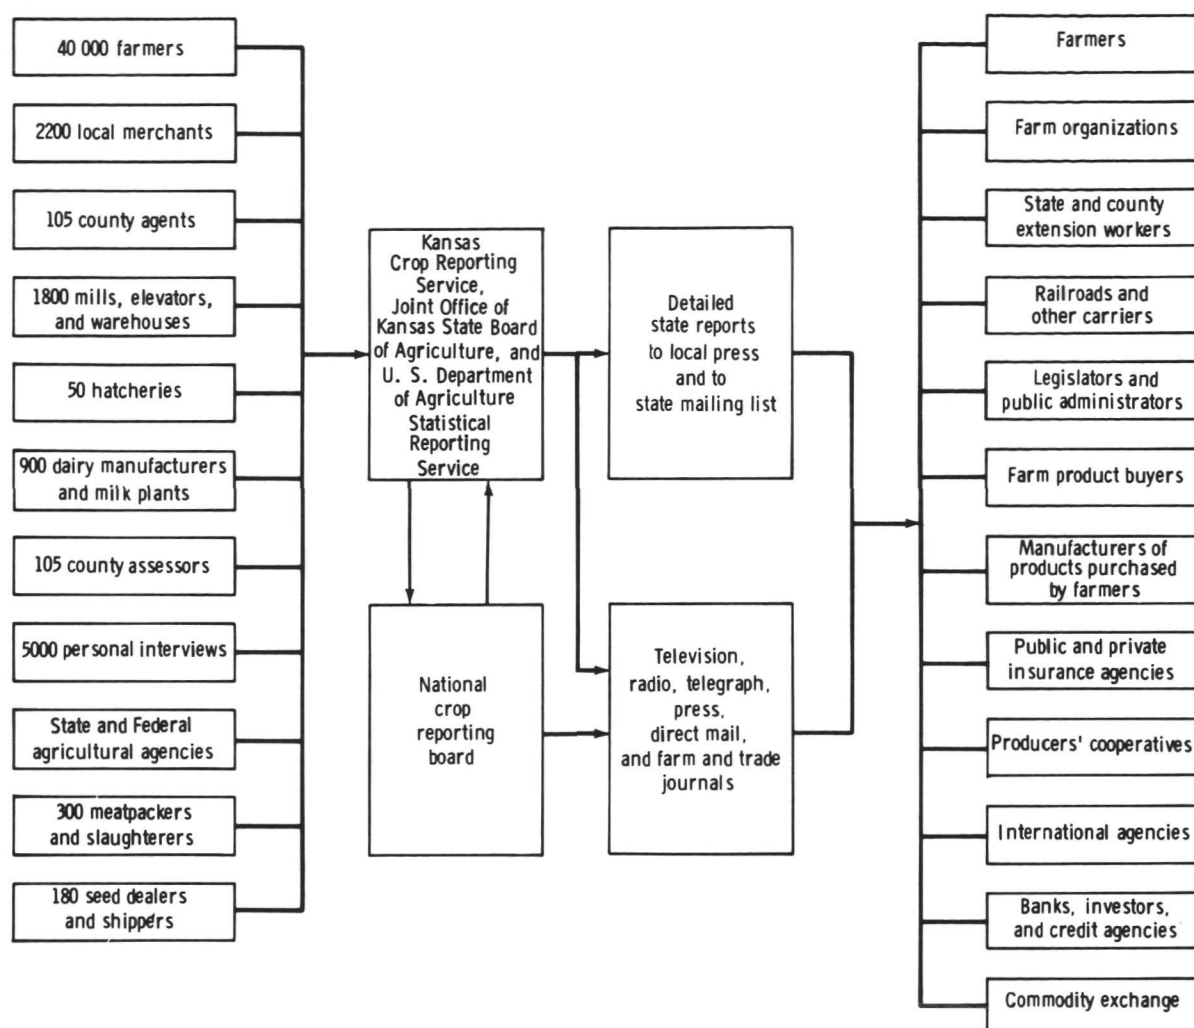 40 000 farmers
2200 local merchants
105 county agents
1800 mills, elevators,
and warehouses
50 hatcheries
900 dairy manufacturers
and milk plants
105 county assessors
5000 personal interviews
State and Federal
agricultural agencies
300 meatpackers
and slaughterers
180 seed dealers
and shippers
Kansas
Crop Reporting
Service,
Joint Office of
Kansas State Board
of Agriculture, and
U. S. Department
of Agriculture
Statistical
Reporting
Service
National
crop
reporting
board
Detailed
state reports
to local press
and to
state mailing list
Television,
radio, telegraph,
press,
direct mail,
and farm and trade
journals
Farmers
Farm organizations
State and county
extension workers
Railroads and
other carriers
Legislators and
public administrators
Farm product buyers
Manufacturers of
products purchased
by farmers
Public and private
insurance agencies
Producers' cooperatives
International agencies
Banks, investors,
and credit agencies
Commodity exchange